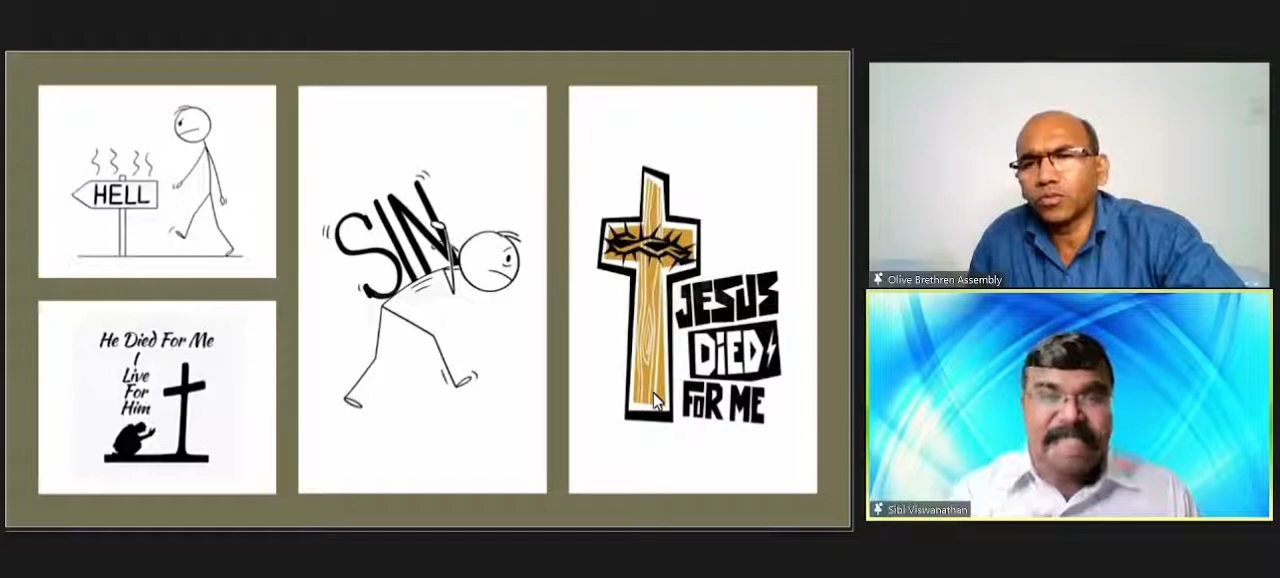 HELL
He Died For Me
I
Live
For
Him
SIN
JESUS
DiED
FOR ME
Olive Brethren Assembly
Sibi Viswanathan